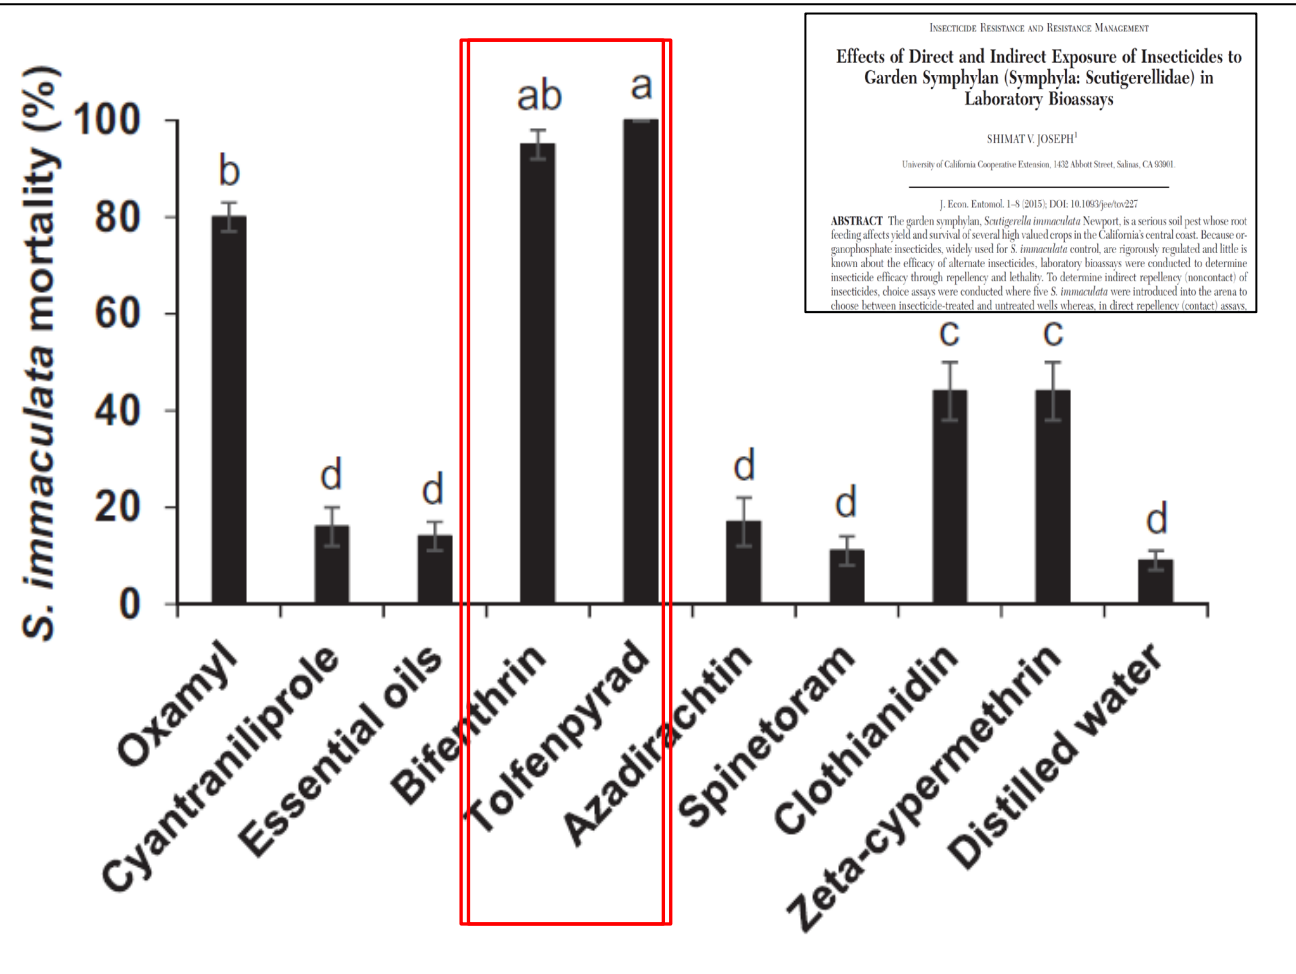 INSECTICIDE RESISTANCE AND RESISTANCE MANAGEMENT
Effects of Direct and Indirect Exposure of Insecticides to
Garden Symphylan (Symphyla: Scutigerellidae) in
Laboratory Bioassays
SHIMAT V. JOSEPH1
University of California Cooperative Extension, 1432 Abbott Street, Salinas, CA 93901.
J. Econ. Entomol. 1–8 (2015); DOI: 10.1093/jee/tov227
ABSTRACT The garden symphylan, Scutigerella immaculata Newport, is a serious soil pest whose root
feeding affects yield and survival of several high valued crops in the California's central coast. Because or-
ganophosphate insecticides, widely used for S. immaculata control, are rigorously regulated and little is
known about the efficacy of alternate insecticides, laboratory bioassays were conducted to determine
insecticide efficacy through repellency and lethality. To determine indirect repellency (noncontact) of
insecticides, choice assays were conducted where five S. immaculata were introduced into the arena to
choose between insecticide-treated and untreated wells whereas, in direct repellency (contact) assays,
S. immaculata mortality (%)
100
80
60
40
20
0
b
d
d
ab
a
d
d
c
c
d
Oxamyl
Cyantraniliprole
Essential oils
Bifenthrin
Tolfenpyrad
Azadirachtin
Spinetoram
Clothianidin
Zeta-cypermethrin
Distilled water